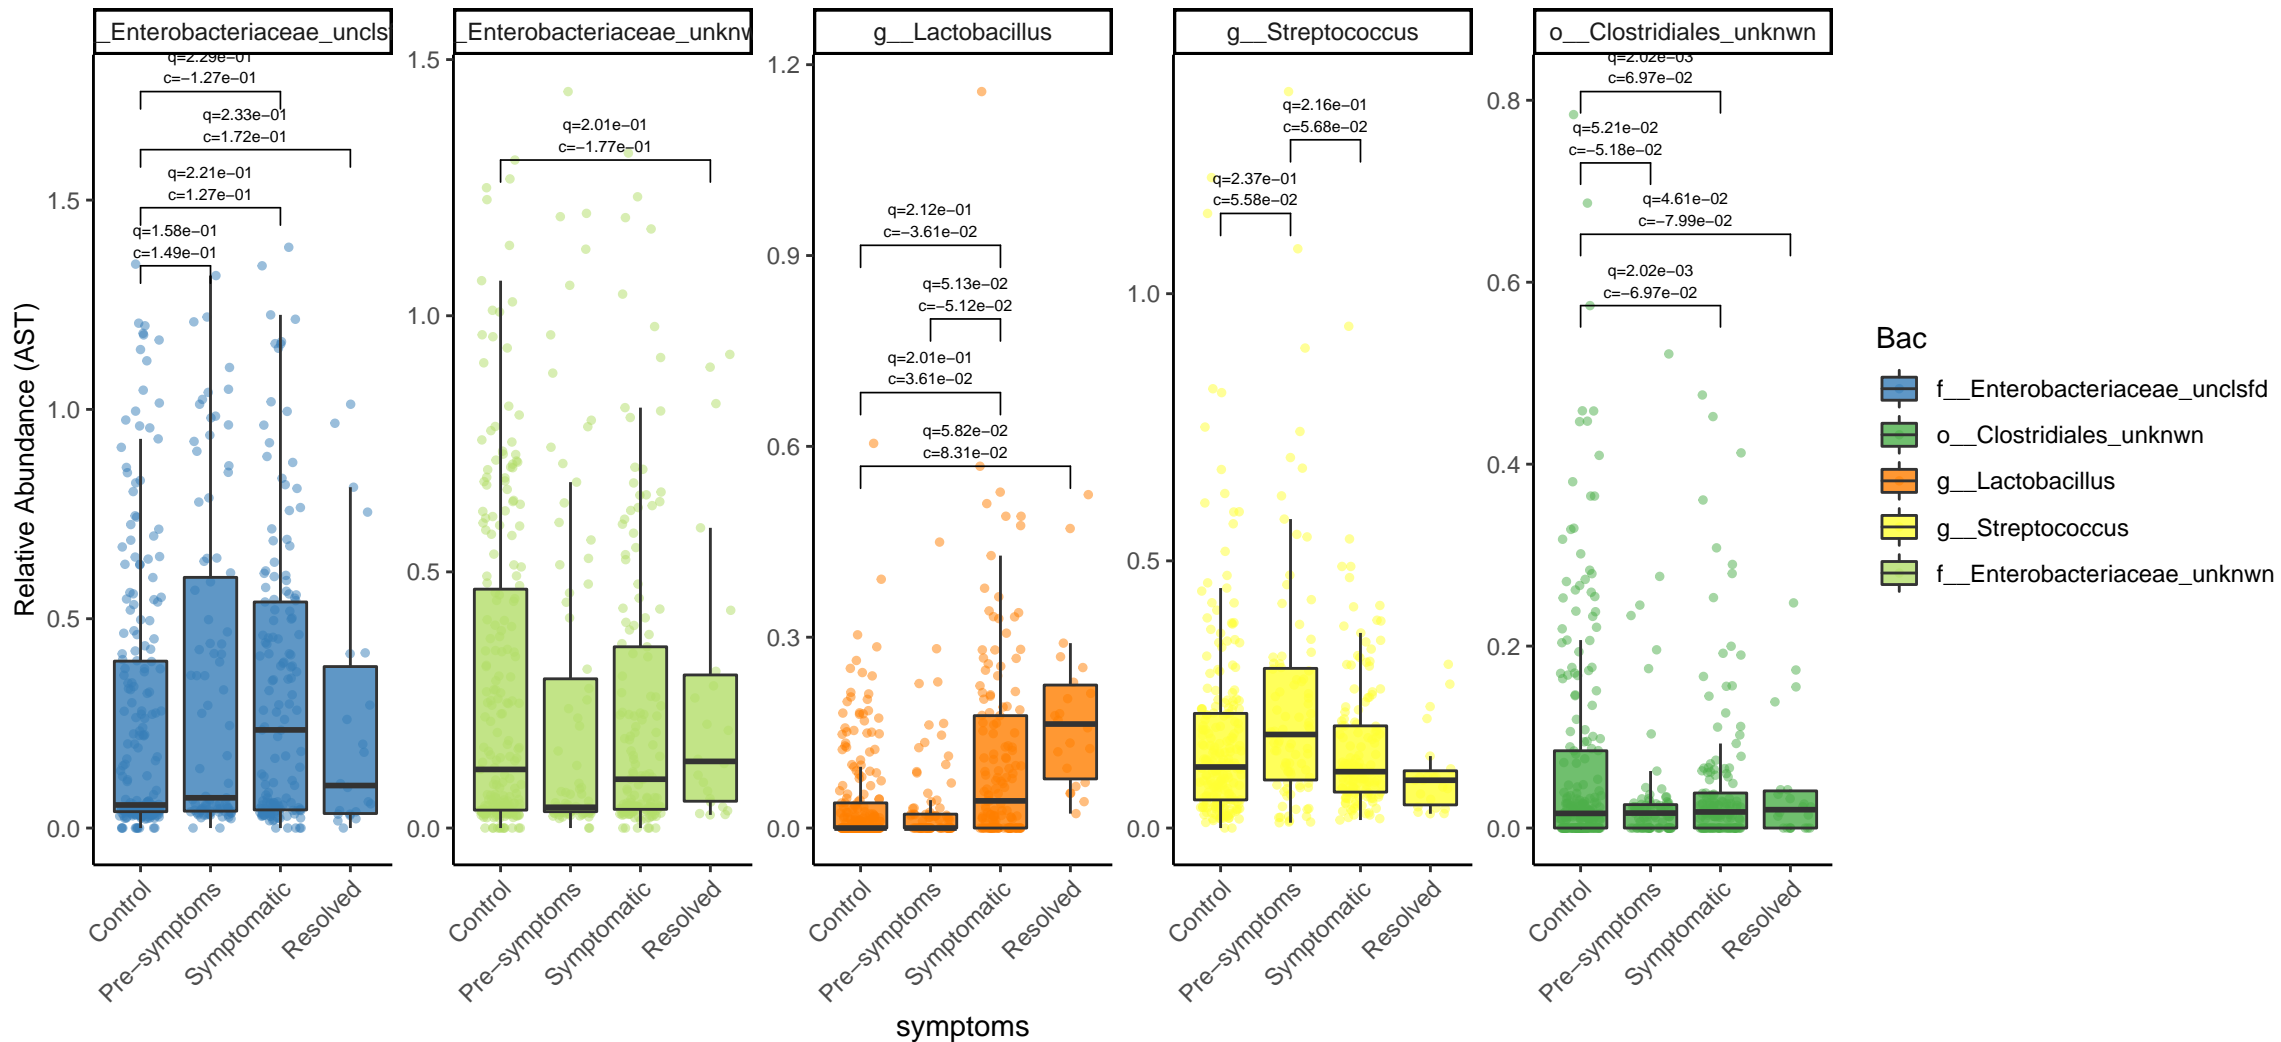 _Enterobacteriaceae_uncls
_Enterobacteriaceae_unknw
g__Lactobacillus
g__Streptococcus
o__Clostridiales_unknwn
Relative Abundance (AST)
1.5
1.0
0.5
0.0
q=2.29e−01
c=−1.27e−01
q=2.33e−01
c=1.72e−01
q=2.21e−01
c=1.27e−01
q=1.58e−01
c=1.49e−01
Control
Pre−symptoms
Symptomatic
Resolved
1.5
1.0
0.5
0.0
q=2.01e−01
c=−1.77e−01
Control
Pre−symptoms
Symptomatic
Resolved
1.2
0.9
0.6
0.3
0.0
q=2.12e−01
c=−3.61e−02
q=5.13e−02
c=−5.12e−02
q=2.01e−01
c=3.61e−02
q=5.82e−02
c=8.31e−02
Control
Pre−symptoms
Symptomatic
Resolved
1.0
0.5
0.0
q=2.16e−01
c=5.68e−02
q=2.37e−01
c=5.58e−02
Control
Pre−symptoms
Symptomatic
Resolved
0.8
0.6
0.4
0.2
0.0
q=2.02e−03
c=6.97e−02
q=5.21e−02
c=−5.18e−02
q=4.61e−02
c=−7.99e−02
q=2.02e−03
c=−6.97e−02
Control
Pre−symptoms
Symptomatic
Resolved
symptoms
Bac
f__Enterobacteriaceae_unclsfd
o__Clostridiales_unknwn
g__Lactobacillus
g__Streptococcus
f__Enterobacteriaceae_unknwn